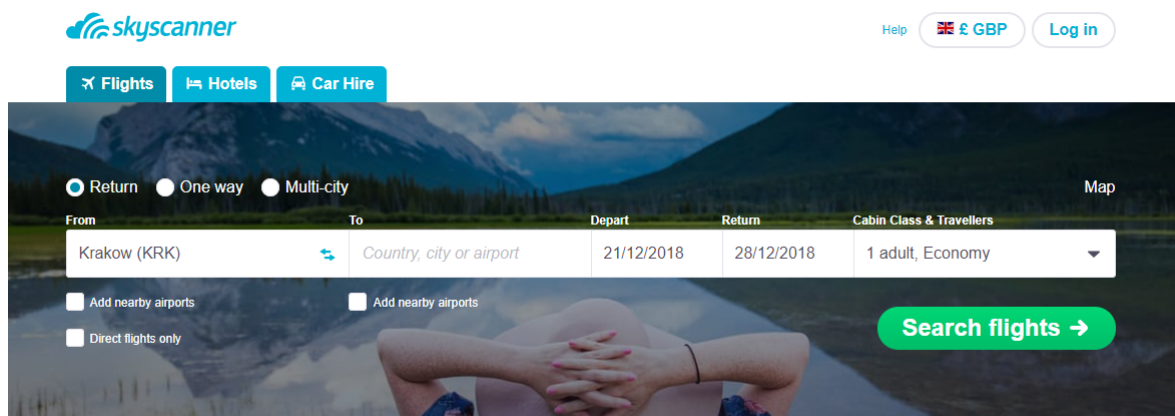 skyscanner
Help £ GBP Log in
Flights Hotels Car Hire
Return One way Multi-city Map
From To Depart Return Cabin Class & Travellers
Krakow (KRK) Country, city or airport 21/12/2018 28/12/2018 1 adult, Economy
Add nearby airports Add nearby airports
Direct flights only
Search flights →